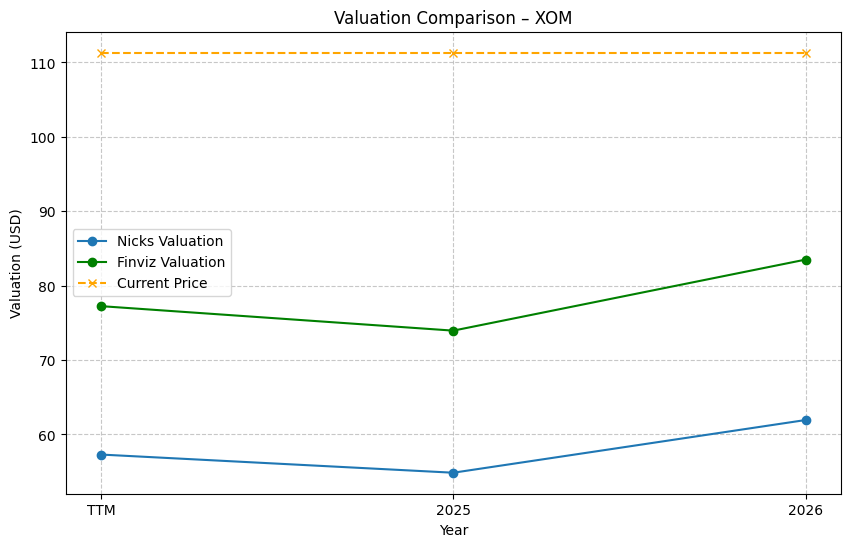 Valuation Comparison – XOM
Valuation (USD)
110
100
90
80
70
60
Nicks Valuation
Finviz Valuation
Current Price
TTM
2025
2026
Year